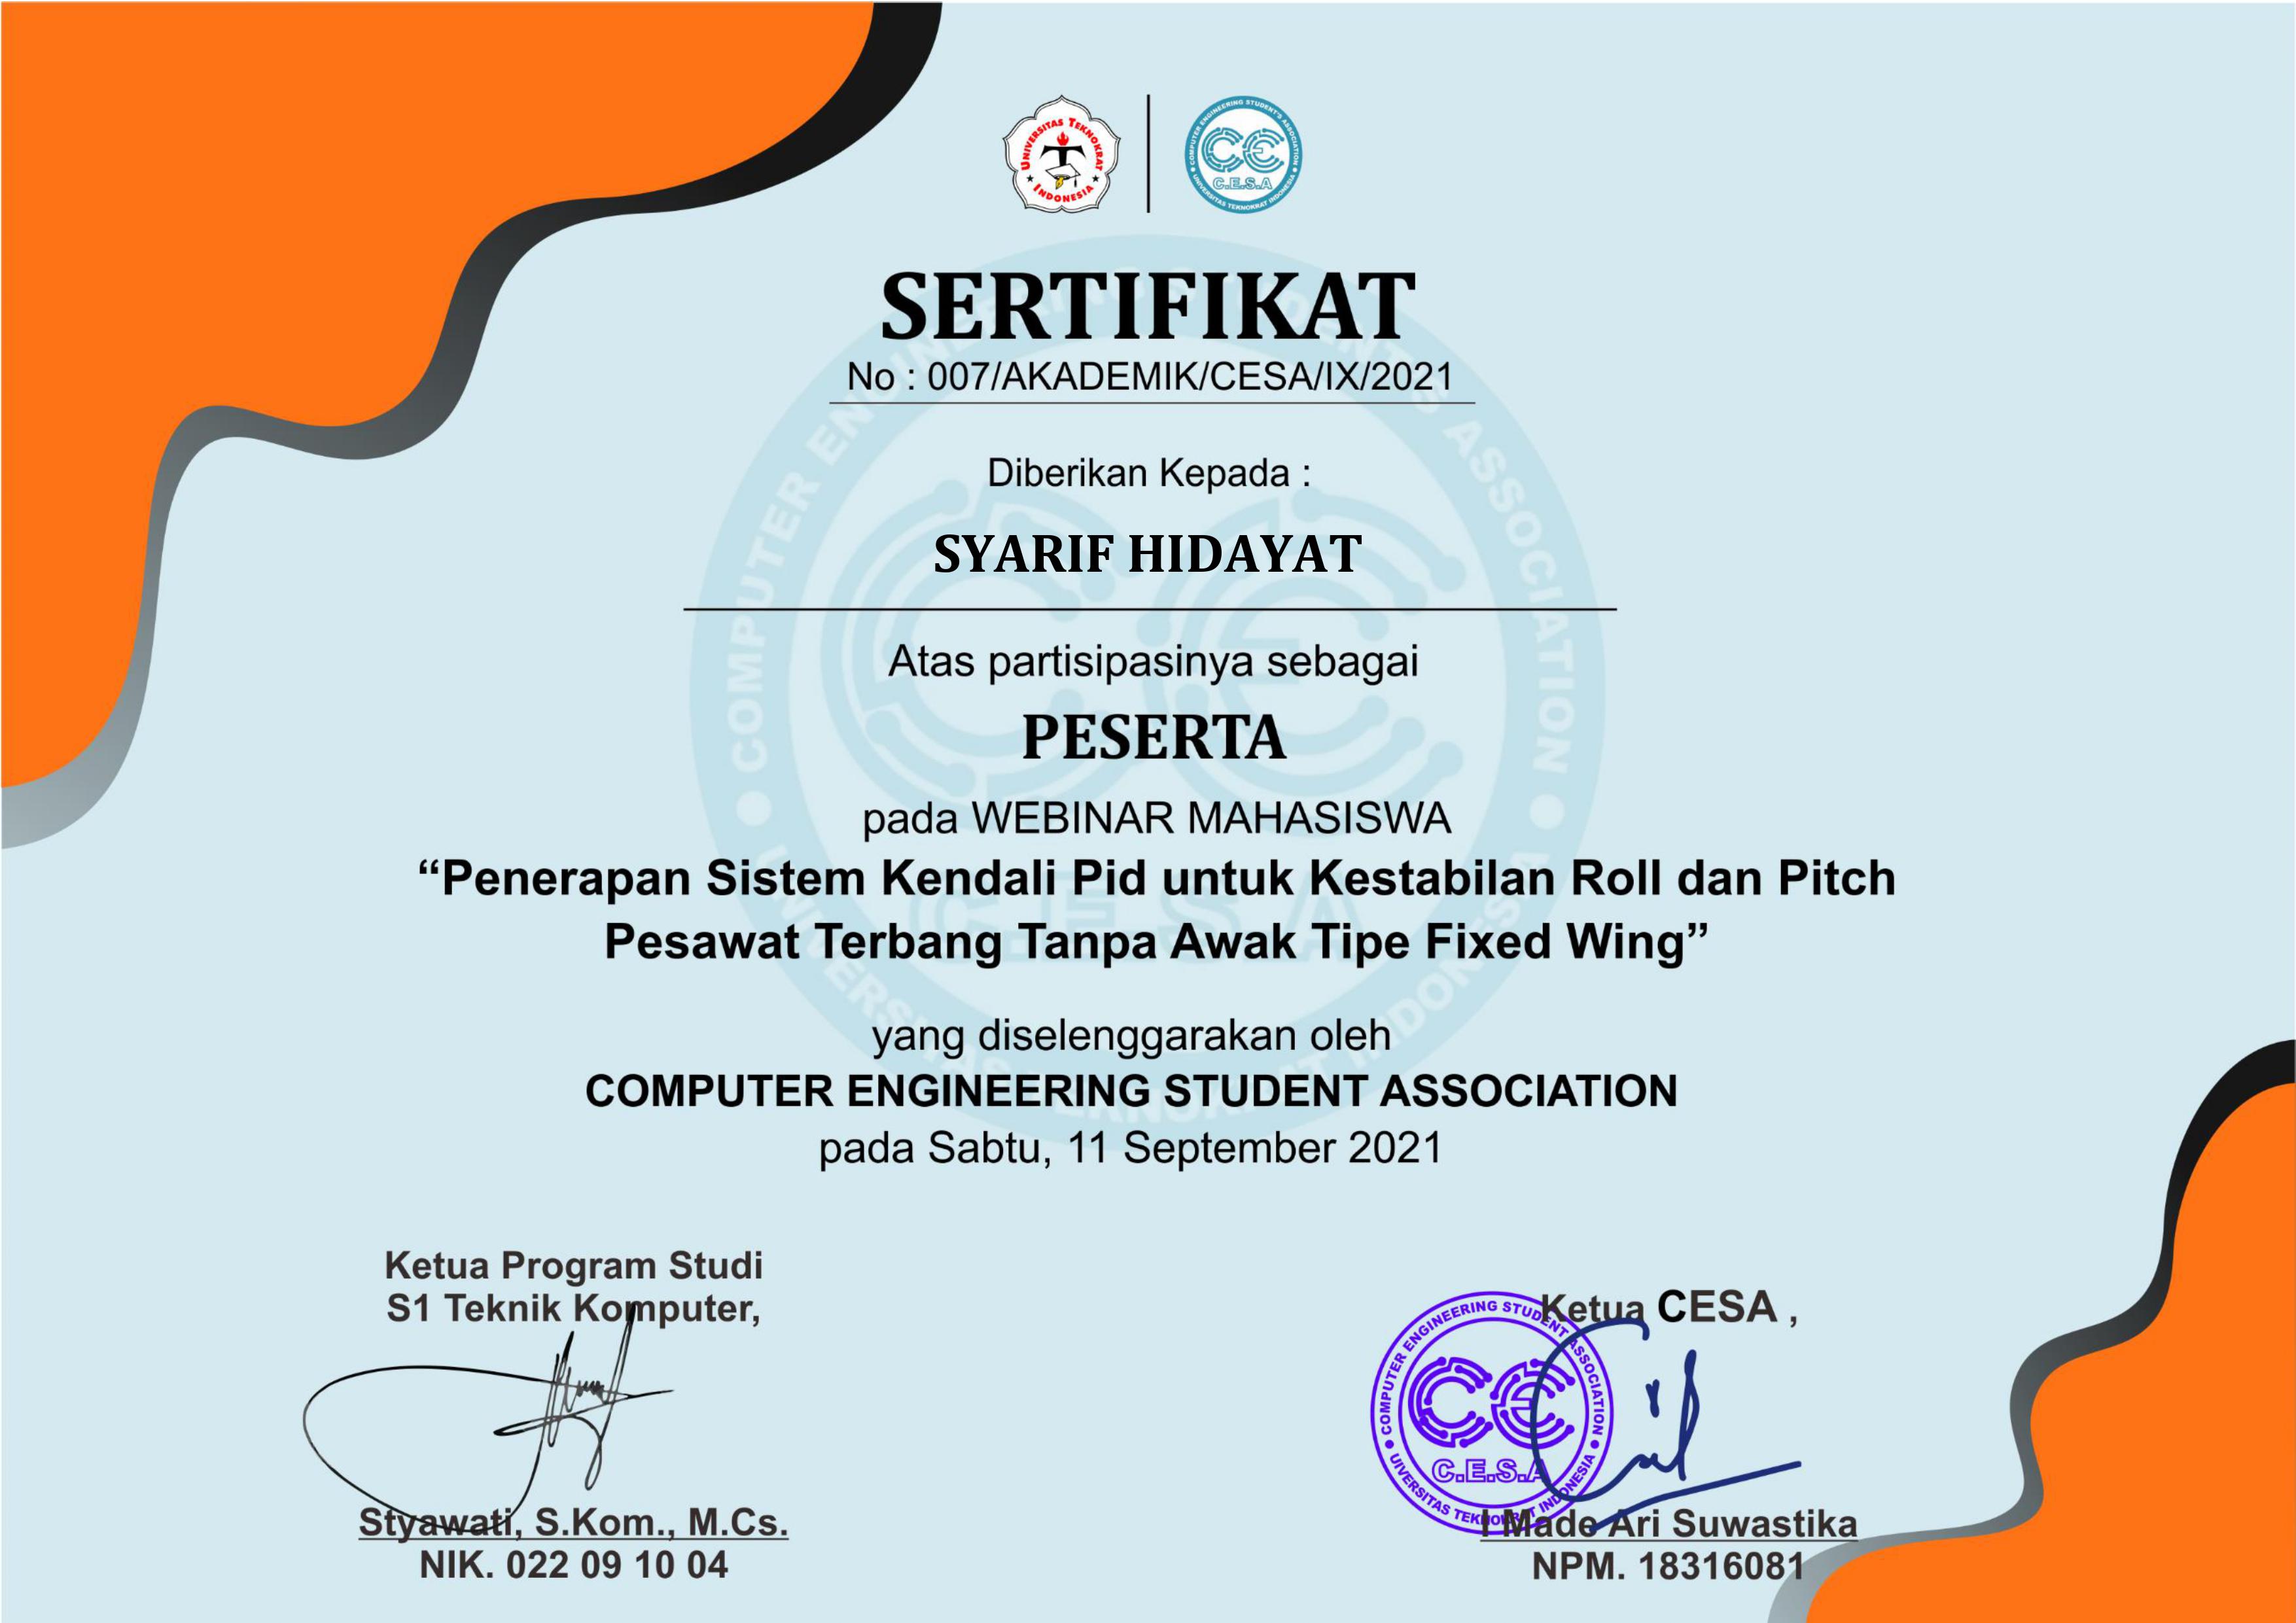 UNIVERSITAS TEKNOKRAT
INDONESIA
COMPUTER ENGINEERING STUDENT'S ASSOCIATION
C.E.S.A
UNIVERSITAS TEKNOKRAT INDONESIA
SERTIFIKAT
No : 007/AKADEMIK/CESA/IX/2021
Diberikan Kepada :
SYARIF HIDAYAT
Atas partisipasinya sebagai
PESERTA
pada WEBINAR MAHASISWA
“Penerapan Sistem Kendali Pid untuk Kestabilan Roll dan Pitch
Pesawat Terbang Tanpa Awak Tipe Fixed Wing”
yang diselenggarakan oleh
COMPUTER ENGINEERING STUDENT ASSOCIATION
pada Sabtu, 11 September 2021
Ketua Program Studi
S1 Teknik Komputer,
Styawati, S.Kom., M.Cs.
NIK. 022 09 10 04
Ketua CESA ,
COMPUTER ENGINEERING STUDENT ASSOCIATION
C.E.S.A
UIVERSITAS TEKNOKRAT INDONESIA
I Made Ari Suwastika
NPM. 18316081